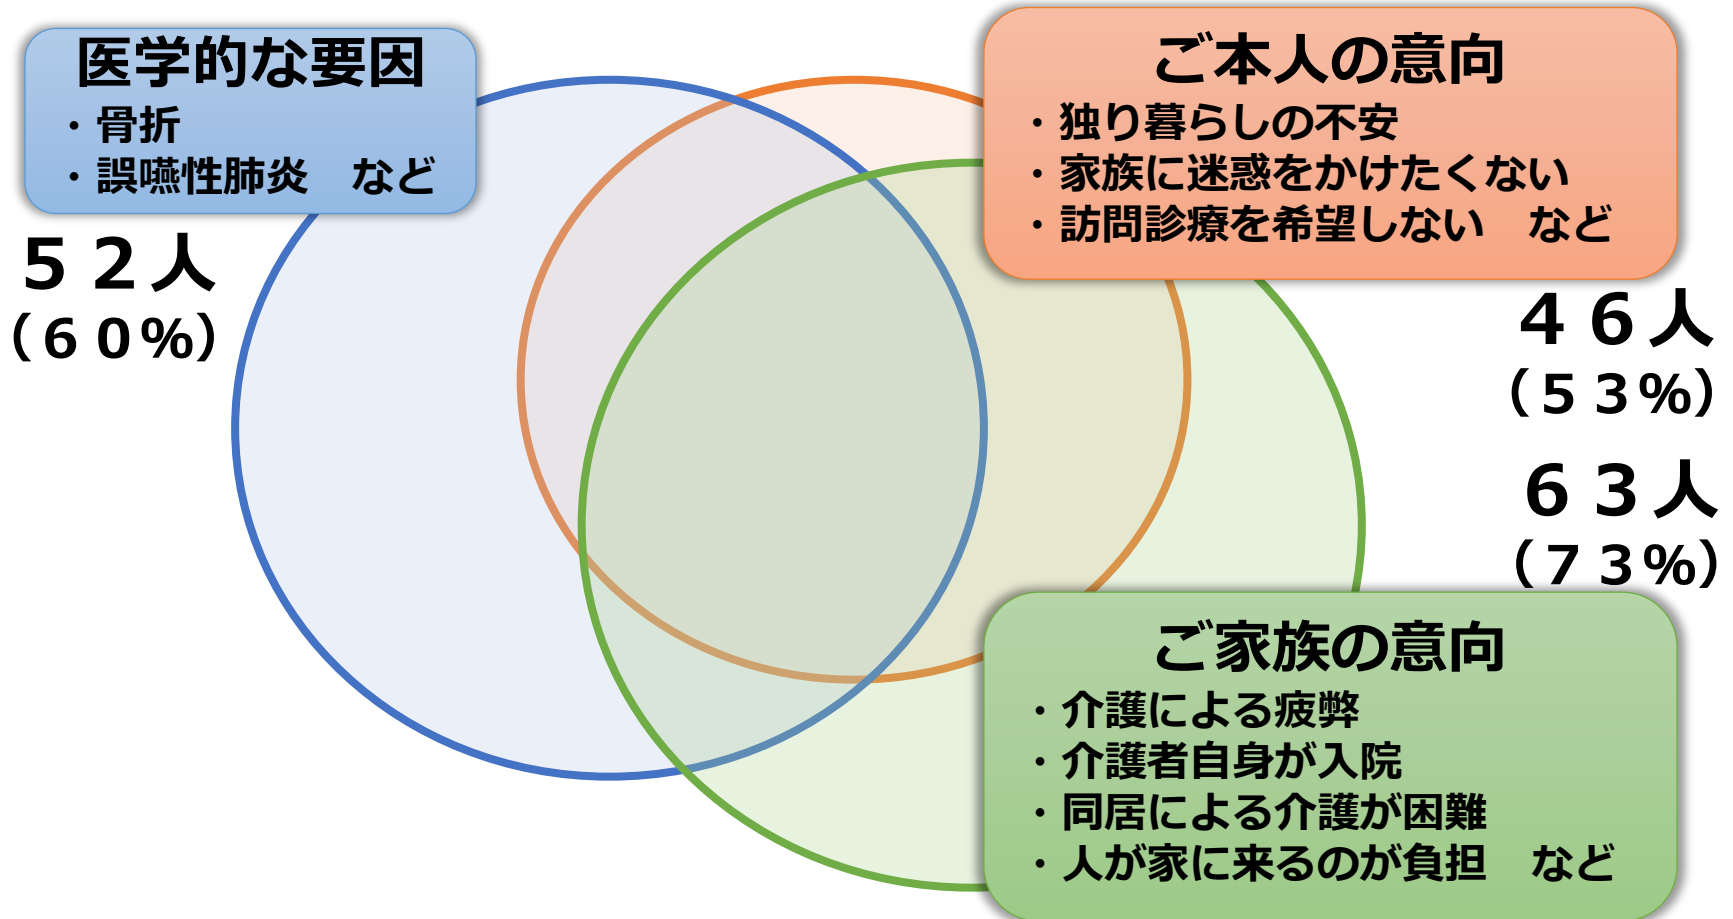 医学的な要因
・骨折
・誤嚥性肺炎　など
５２人
（６０％）
ご本人の意向
・独り暮らしの不安
・家族に迷惑をかけたくない
・訪問診療を希望しない　など
４６人
（５３％）
６３人
（７３％）
ご家族の意向
・介護による疲弊
・介護者自身が入院
・同居による介護が困難
・人が家に来るのが負担　など